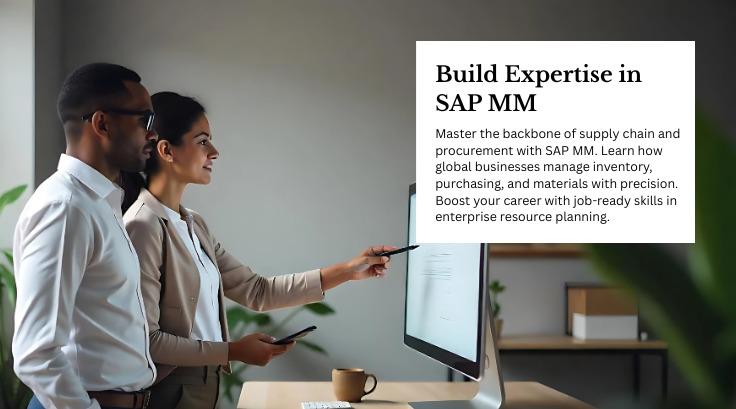 Build Expertise in
SAP MM
Master the backbone of supply chain and
procurement with SAP MM. Learn how
global businesses manage inventory,
purchasing, and materials with precision.
Boost your career with job-ready skills in
enterprise resource planning.